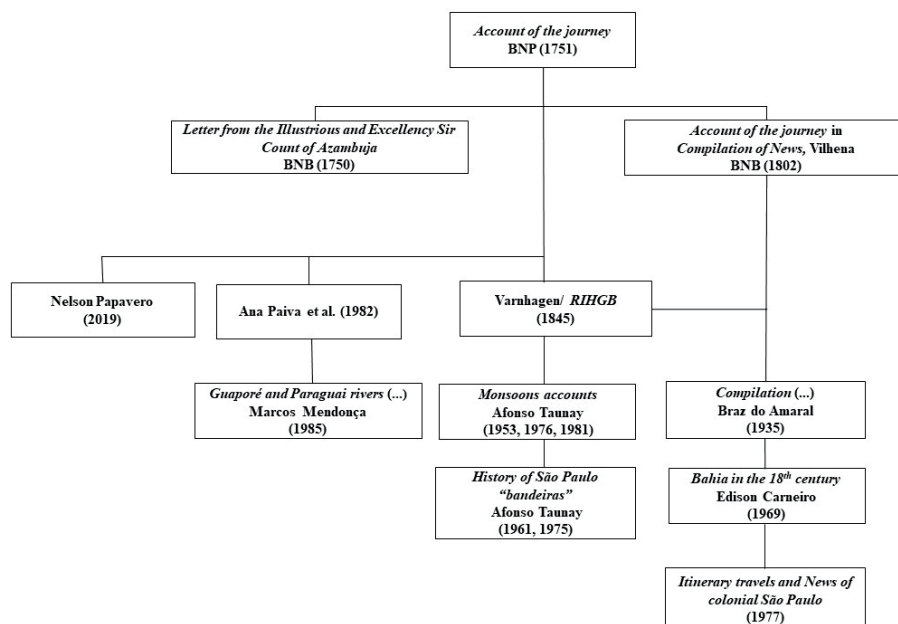 Account of the journey
BNP (1751)
Letter from the Illustrious and Excellency Sir
Count of Azambuja
BNB (1750)
Account of the journey in
Compilation of News, Vilhena
BNB (1802)
Nelson Papavero
(2019)
Ana Paiva et al. (1982)
Varnhagen/ RIHGB
(1845)
Guaporé and Paraguai rivers (...)
Marcos Mendonça
(1985)
Monsoons accounts
Afonso Taunay
(1953, 1976, 1981)
Compilation (...)
Braz do Amaral
(1935)
History of São Paulo
“bandeiras”
Afonso Taunay
(1961, 1975)
Bahia in the 18th century
Edison Carneiro
(1969)
Itinerary travels and News of
colonial São Paulo
(1977)